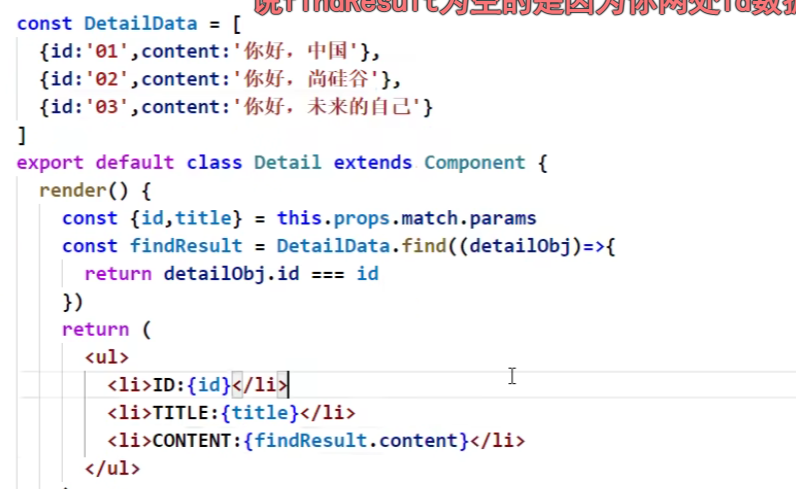 说findResult为空的是因为你两处id数据
const DetailData = [
{id:'01',content:'你好，中国'},
{id:'02',content:'你好，尚硅谷'},
{id:'03',content:'你好，未来的自己'}
]
export default class Detail extends Component {
render() {
const {id,title} = this.props.match.params
const findResult = DetailData.find((detailObj)=>{
return detailObj.id === id
})
return (
<ul>
<li>ID:{id}</li>
<li>TITLE:{title}</li>
<li>CONTENT:{findResult.content}</li>
</ul>